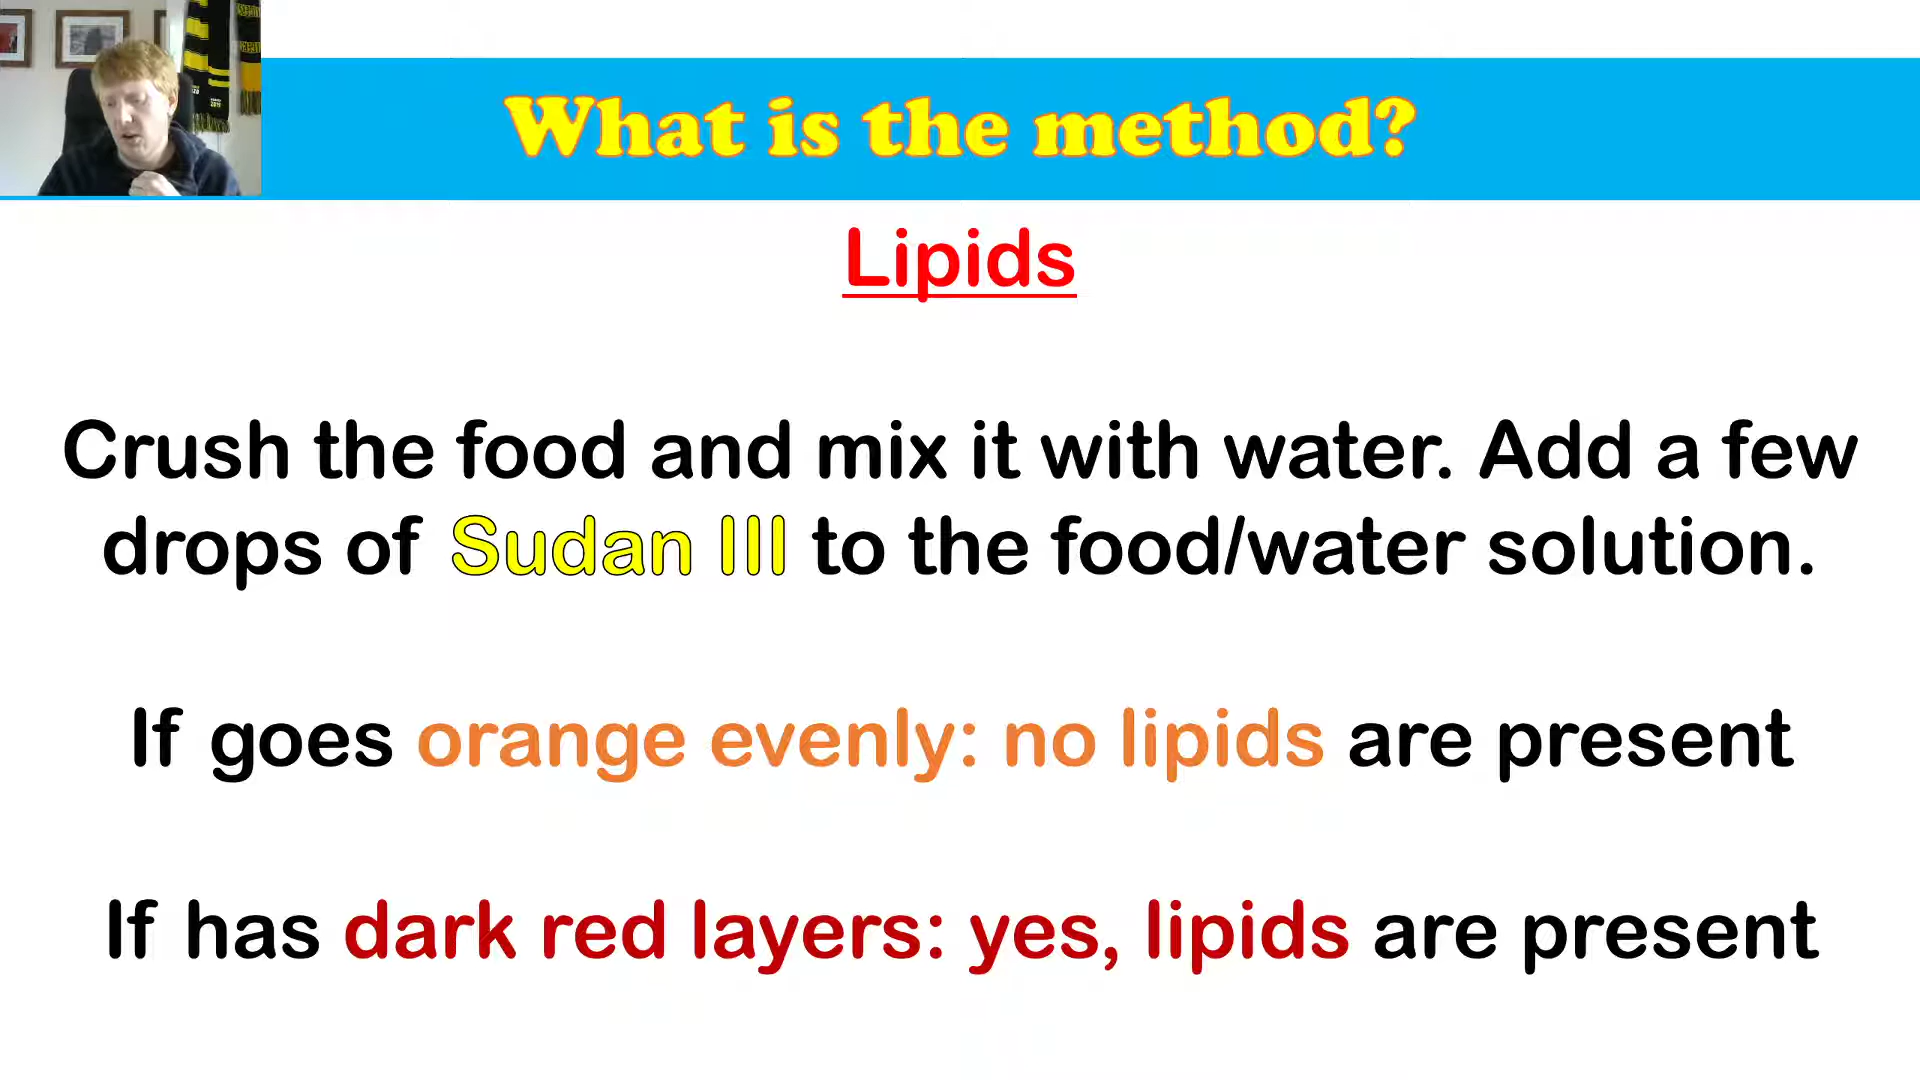 What is the method?
Lipids
Crush the food and mix it with water. Add a few
drops of Sudan III to the food/water solution.
If goes orange evenly: no lipids are present
If has dark red layers: yes, lipids are present